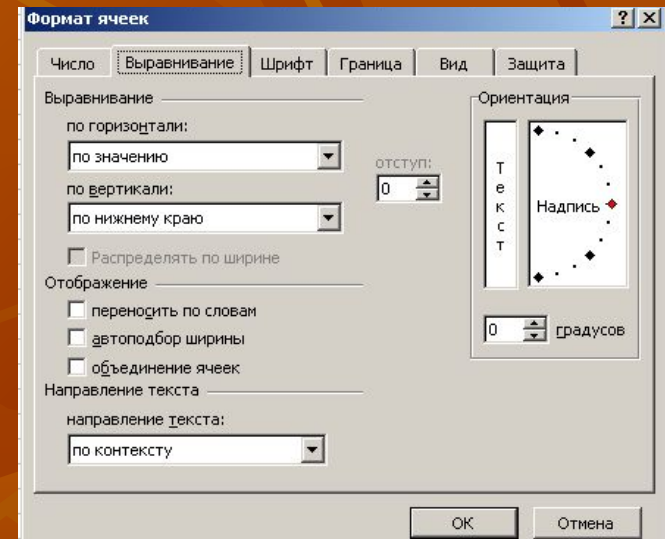 Формат ячеек
Число Выравнивание Шрифт Граница Вид Защита
Выравнивание
по горизонтали:
по значению
отступ:
0
по вертикали:
по нижнему краю
Распределять по ширине
Отображение
переносить по словам
автоподбор ширины
объединение ячеек
Направление текста
направление текста:
по контексту
Ориентация
Текст
Надпись
0 градусов
ОК Отмена